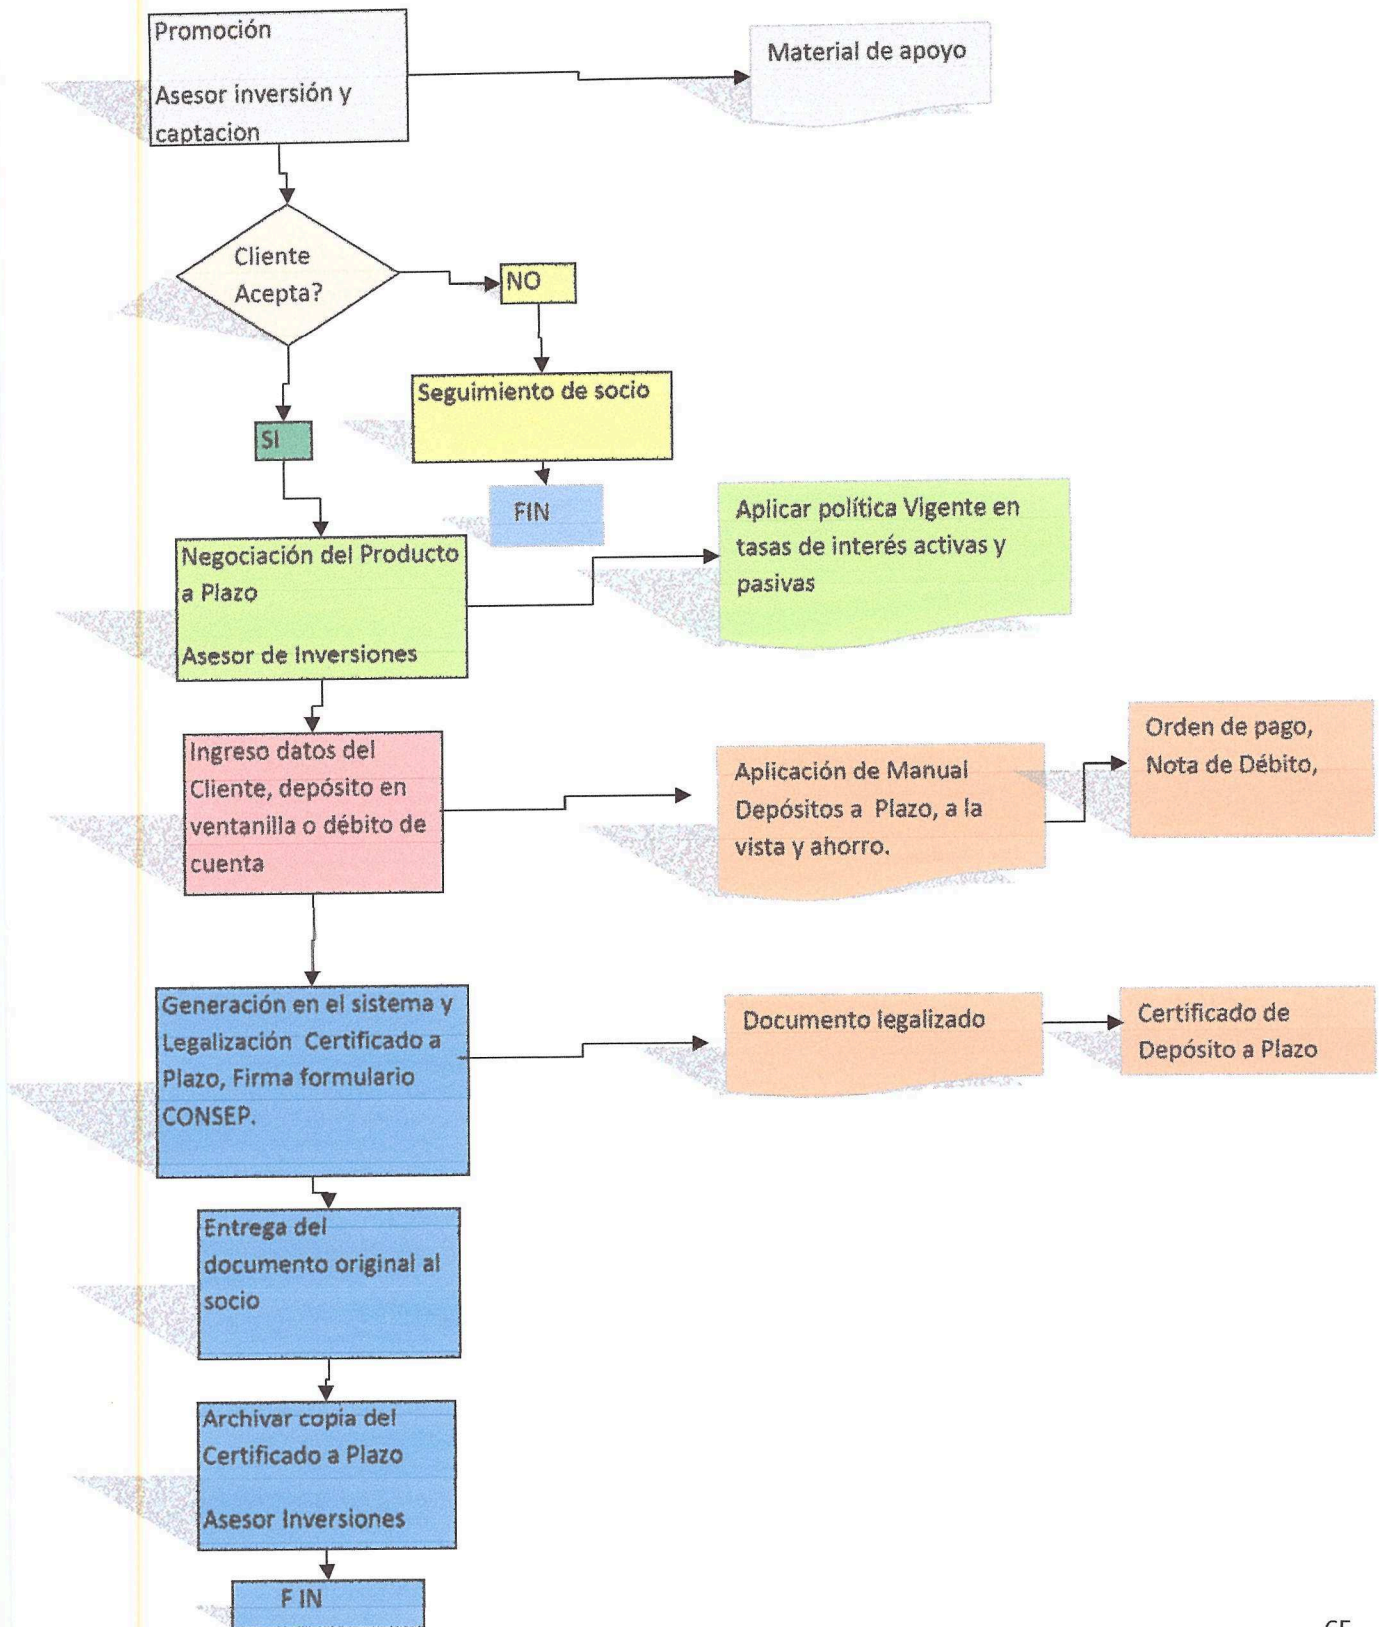 Promoción
Asesor inversión y
captacion
Material de apoyo
Cliente
Acepta?
NO
Seguimiento de socio
SI
FIN
Negociación del Producto
a Plazo
Asesor de Inversiones
Aplicar política Vigente en
tasas de interés activas y
pasivas
Ingreso datos del
Cliente, depósito en
ventanilla o débito de
cuenta
Aplicación de Manual
Depósitos a Plazo, a la
vista y ahorro.
Orden de pago,
Nota de Débito,
Generación en el sistema y
Legalización Certificado a
Plazo, Firma formulario
CONSEP.
Documento legalizado
Certificado de
Depósito a Plazo
Entrega del
documento original al
socio
Archivar copia del
Certificado a Plazo
Asesor Inversiones
F IN